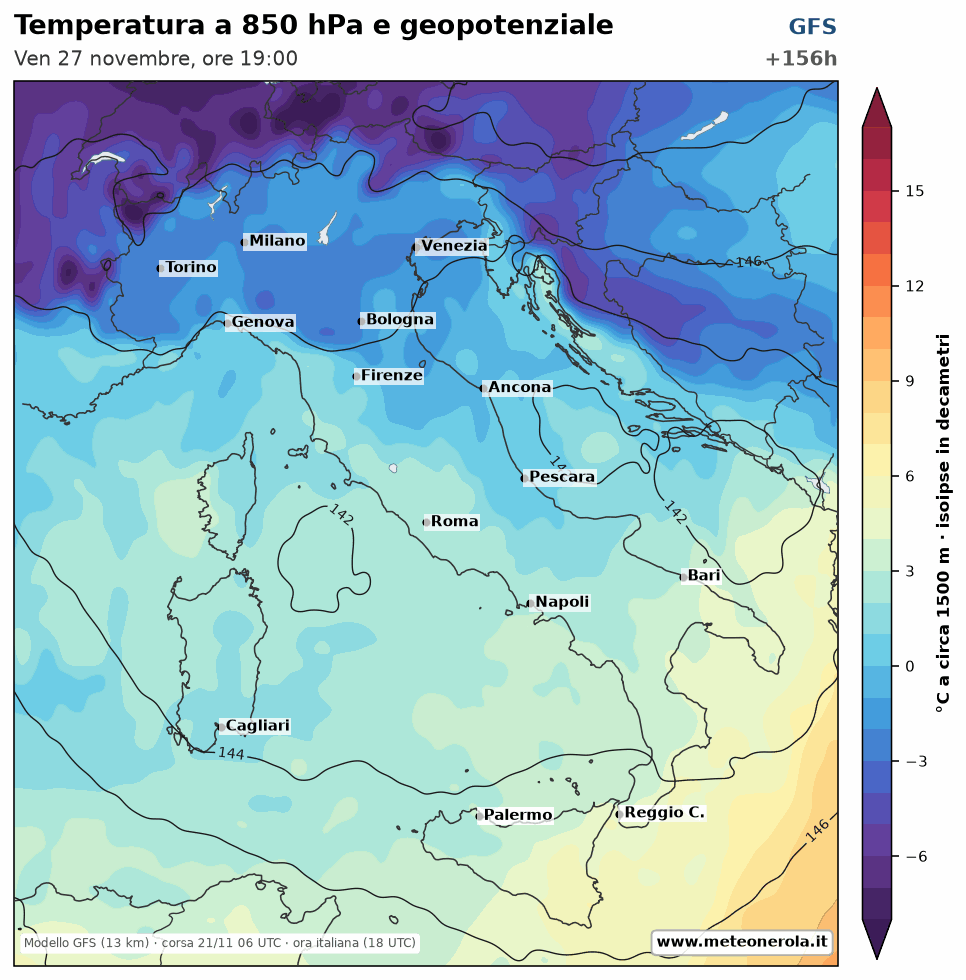 Temperatura a 850 hPa e geopotenziale
GFS
Ven 27 novembre, ore 19:00
+156h
Milano
Venezia
Torino
146
Genova
Bologna
Firenze
Ancona
Pescara
142
142
Roma
Bari
Napoli
Cagliari
144
Palermo
Reggio C.
146
15
12
9
6
3
0
−3
−6
°C a circa 1500 m · isoipse in decametri
Modello GFS (13 km) · corsa 21/11 06 UTC · ora italiana (18 UTC)
www.meteonerola.it